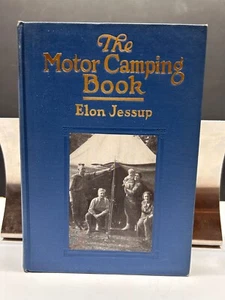 The
Motor Camping
Book
Elon Jessup